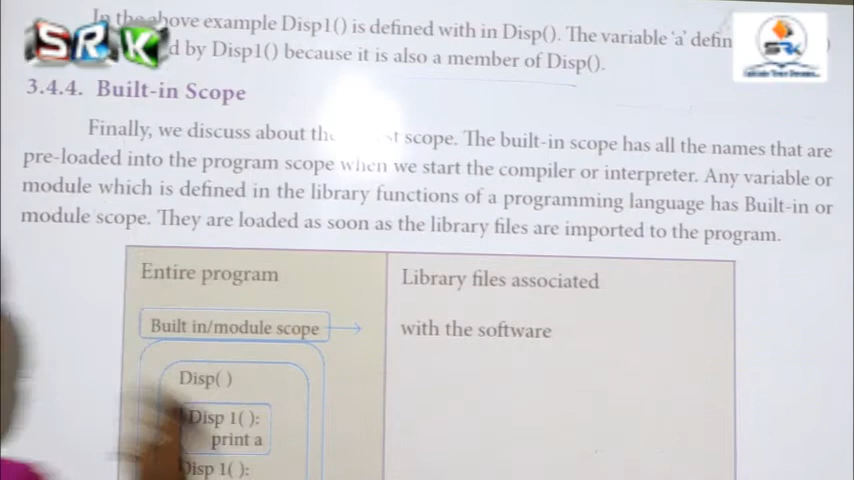 In the above example Disp1() is defined with in Disp(). The variable 'a' defin
SRK
d by Disp1() because it is also a member of Disp().
SRK
3.4.4. Built-in Scope
Finally, we discuss about the scope. The built-in scope has all the names that are
pre-loaded into the program scope when we start the compiler or interpreter. Any variable or
module which is defined in the library functions of a programming language has Built-in or
module scope. They are loaded as soon as the library files are imported to the program.
Entire program
Library files associated
Built in/module scope
with the software
Disp( )
Disp 1( ):
print a
Disp 1( ):